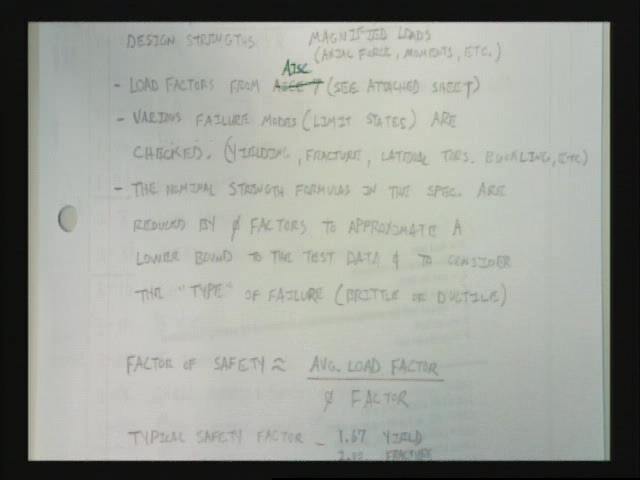 DESIGN STRENGTHS MAGNIFIED LOADS
(AXIAL FORCE, MOMENTS, ETC.)
AISC
- LOAD FACTORS FROM ASCE 7 (SEE ATTACHED SHEET)
- VARIOUS FAILURE MODES (LIMIT STATES) ARE
CHECKED. (YIELDING, FRACTURE, LATERAL TORS. BUCKLING, ETC)
- THE NOMINAL STRENGTH FORMULAS IN THE SPEC. ARE
REDUCED BY φ FACTORS TO APPROXIMATE A
LOWER BOUND TO THE TEST DATA & TO CONSIDER
THE "TYPE" OF FAILURE (BRITTLE OR DUCTILE)
FACTOR OF SAFETY ≈ AVG. LOAD FACTOR
φ FACTOR
TYPICAL SAFETY FACTOR - 1.67 YIELD
FRACTURE